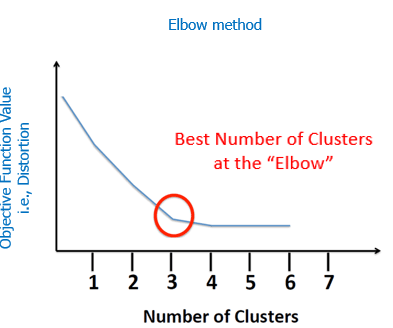 Elbow method
Objective Function Value
i.e., Distortion
Best Number of Clusters
at the “Elbow”
1 2 3 4 5 6 7
Number of Clusters